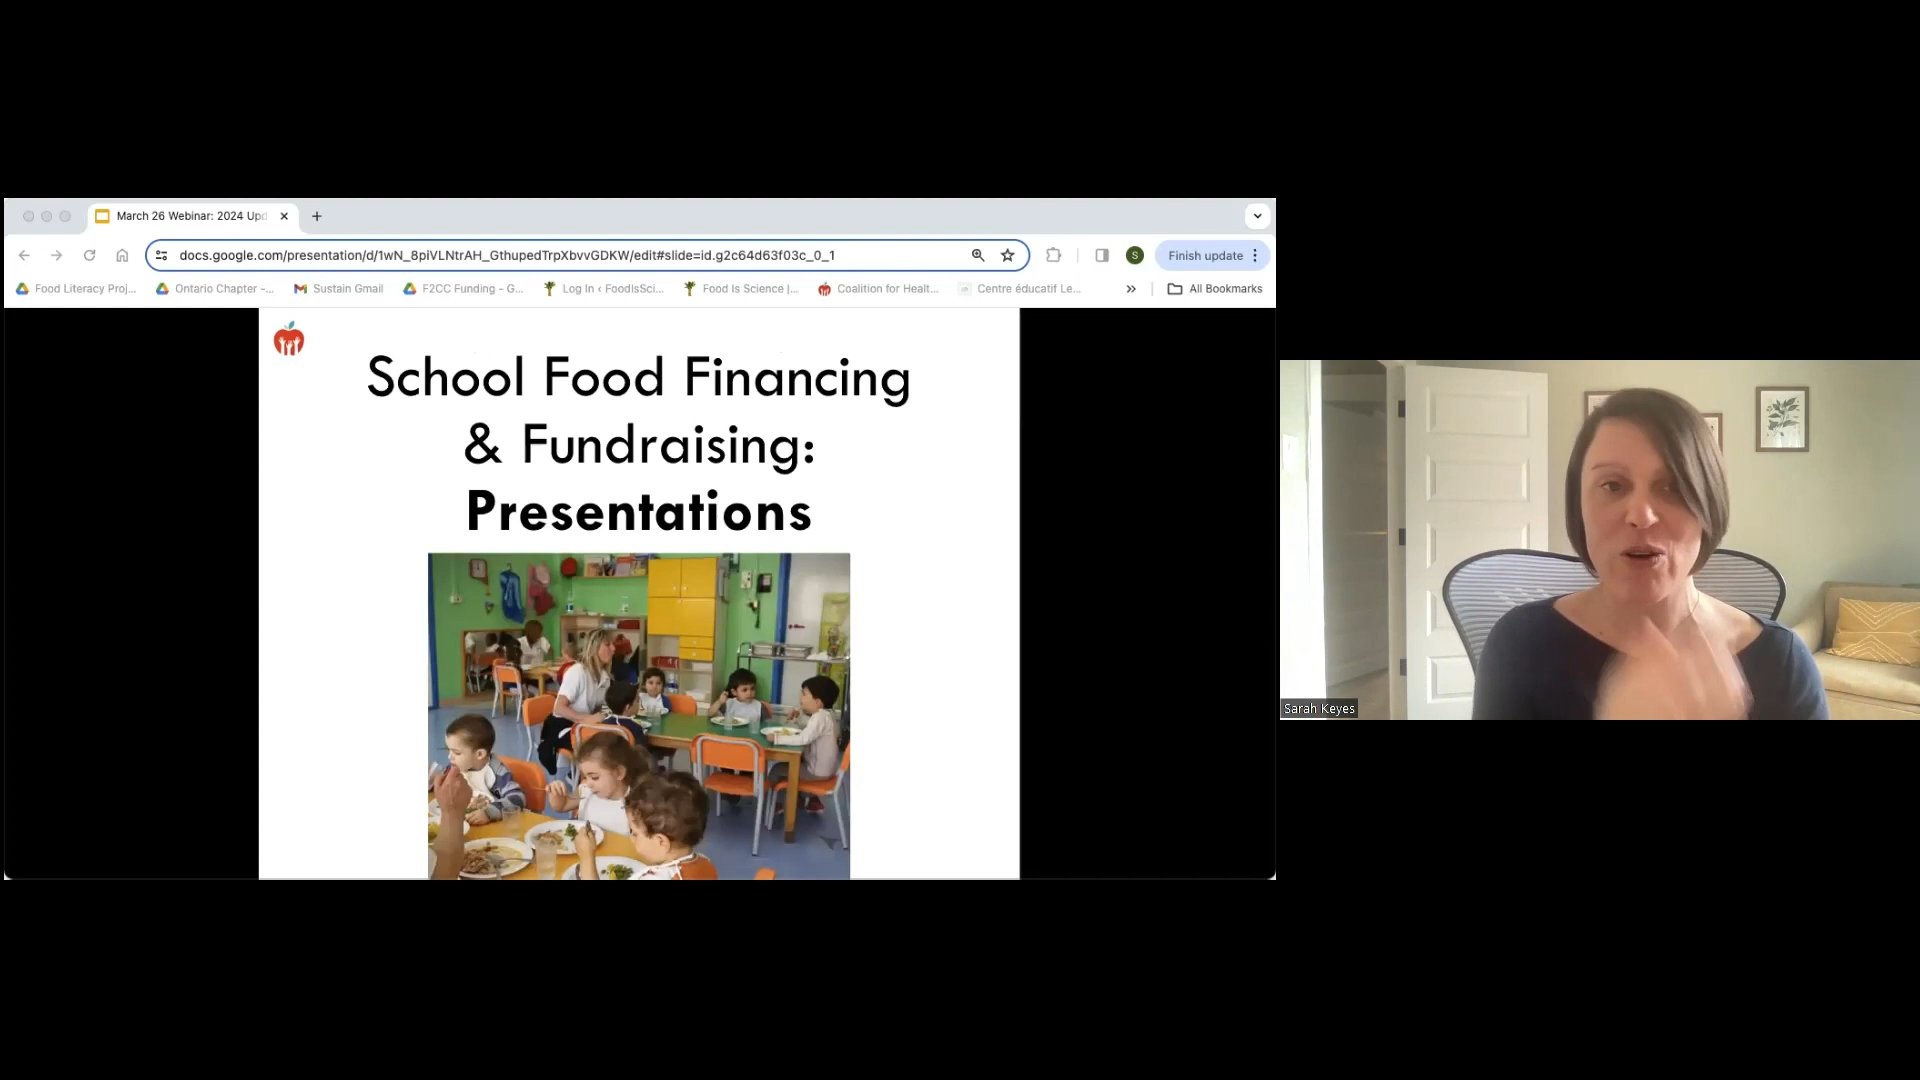 March 26 Webinar: 2024 Upd
docs.google.com/presentation/d/1wN_8piVLNtrAH_GthupedTrpXbvvGDKW/edit#slide=id.g2c64d63f03c_0_1
S
Finish update
Food Literacy Proj...
Ontario Chapter –...
Sustain Gmail
F2CC Funding - G...
Log In ‹ FoodIsSci...
Food Is Science |...
Coalition for Healt...
Centre éducatif Le...
All Bookmarks
School Food Financing
& Fundraising:
Presentations
Sarah Keyes